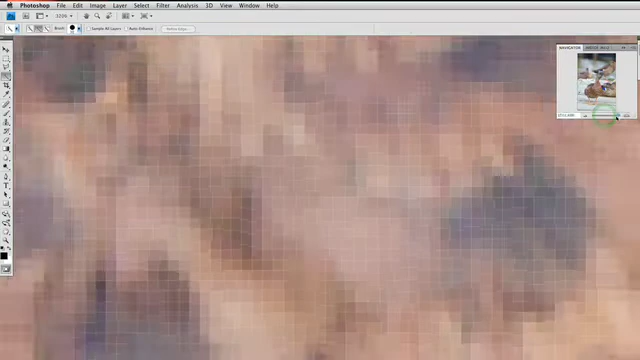 Photoshop File Edit Image Layer Select Filter Analysis 3D View Window Help
Brush: Sample All Layers Auto-Enhance Refine Edge...
NAVIGATOR